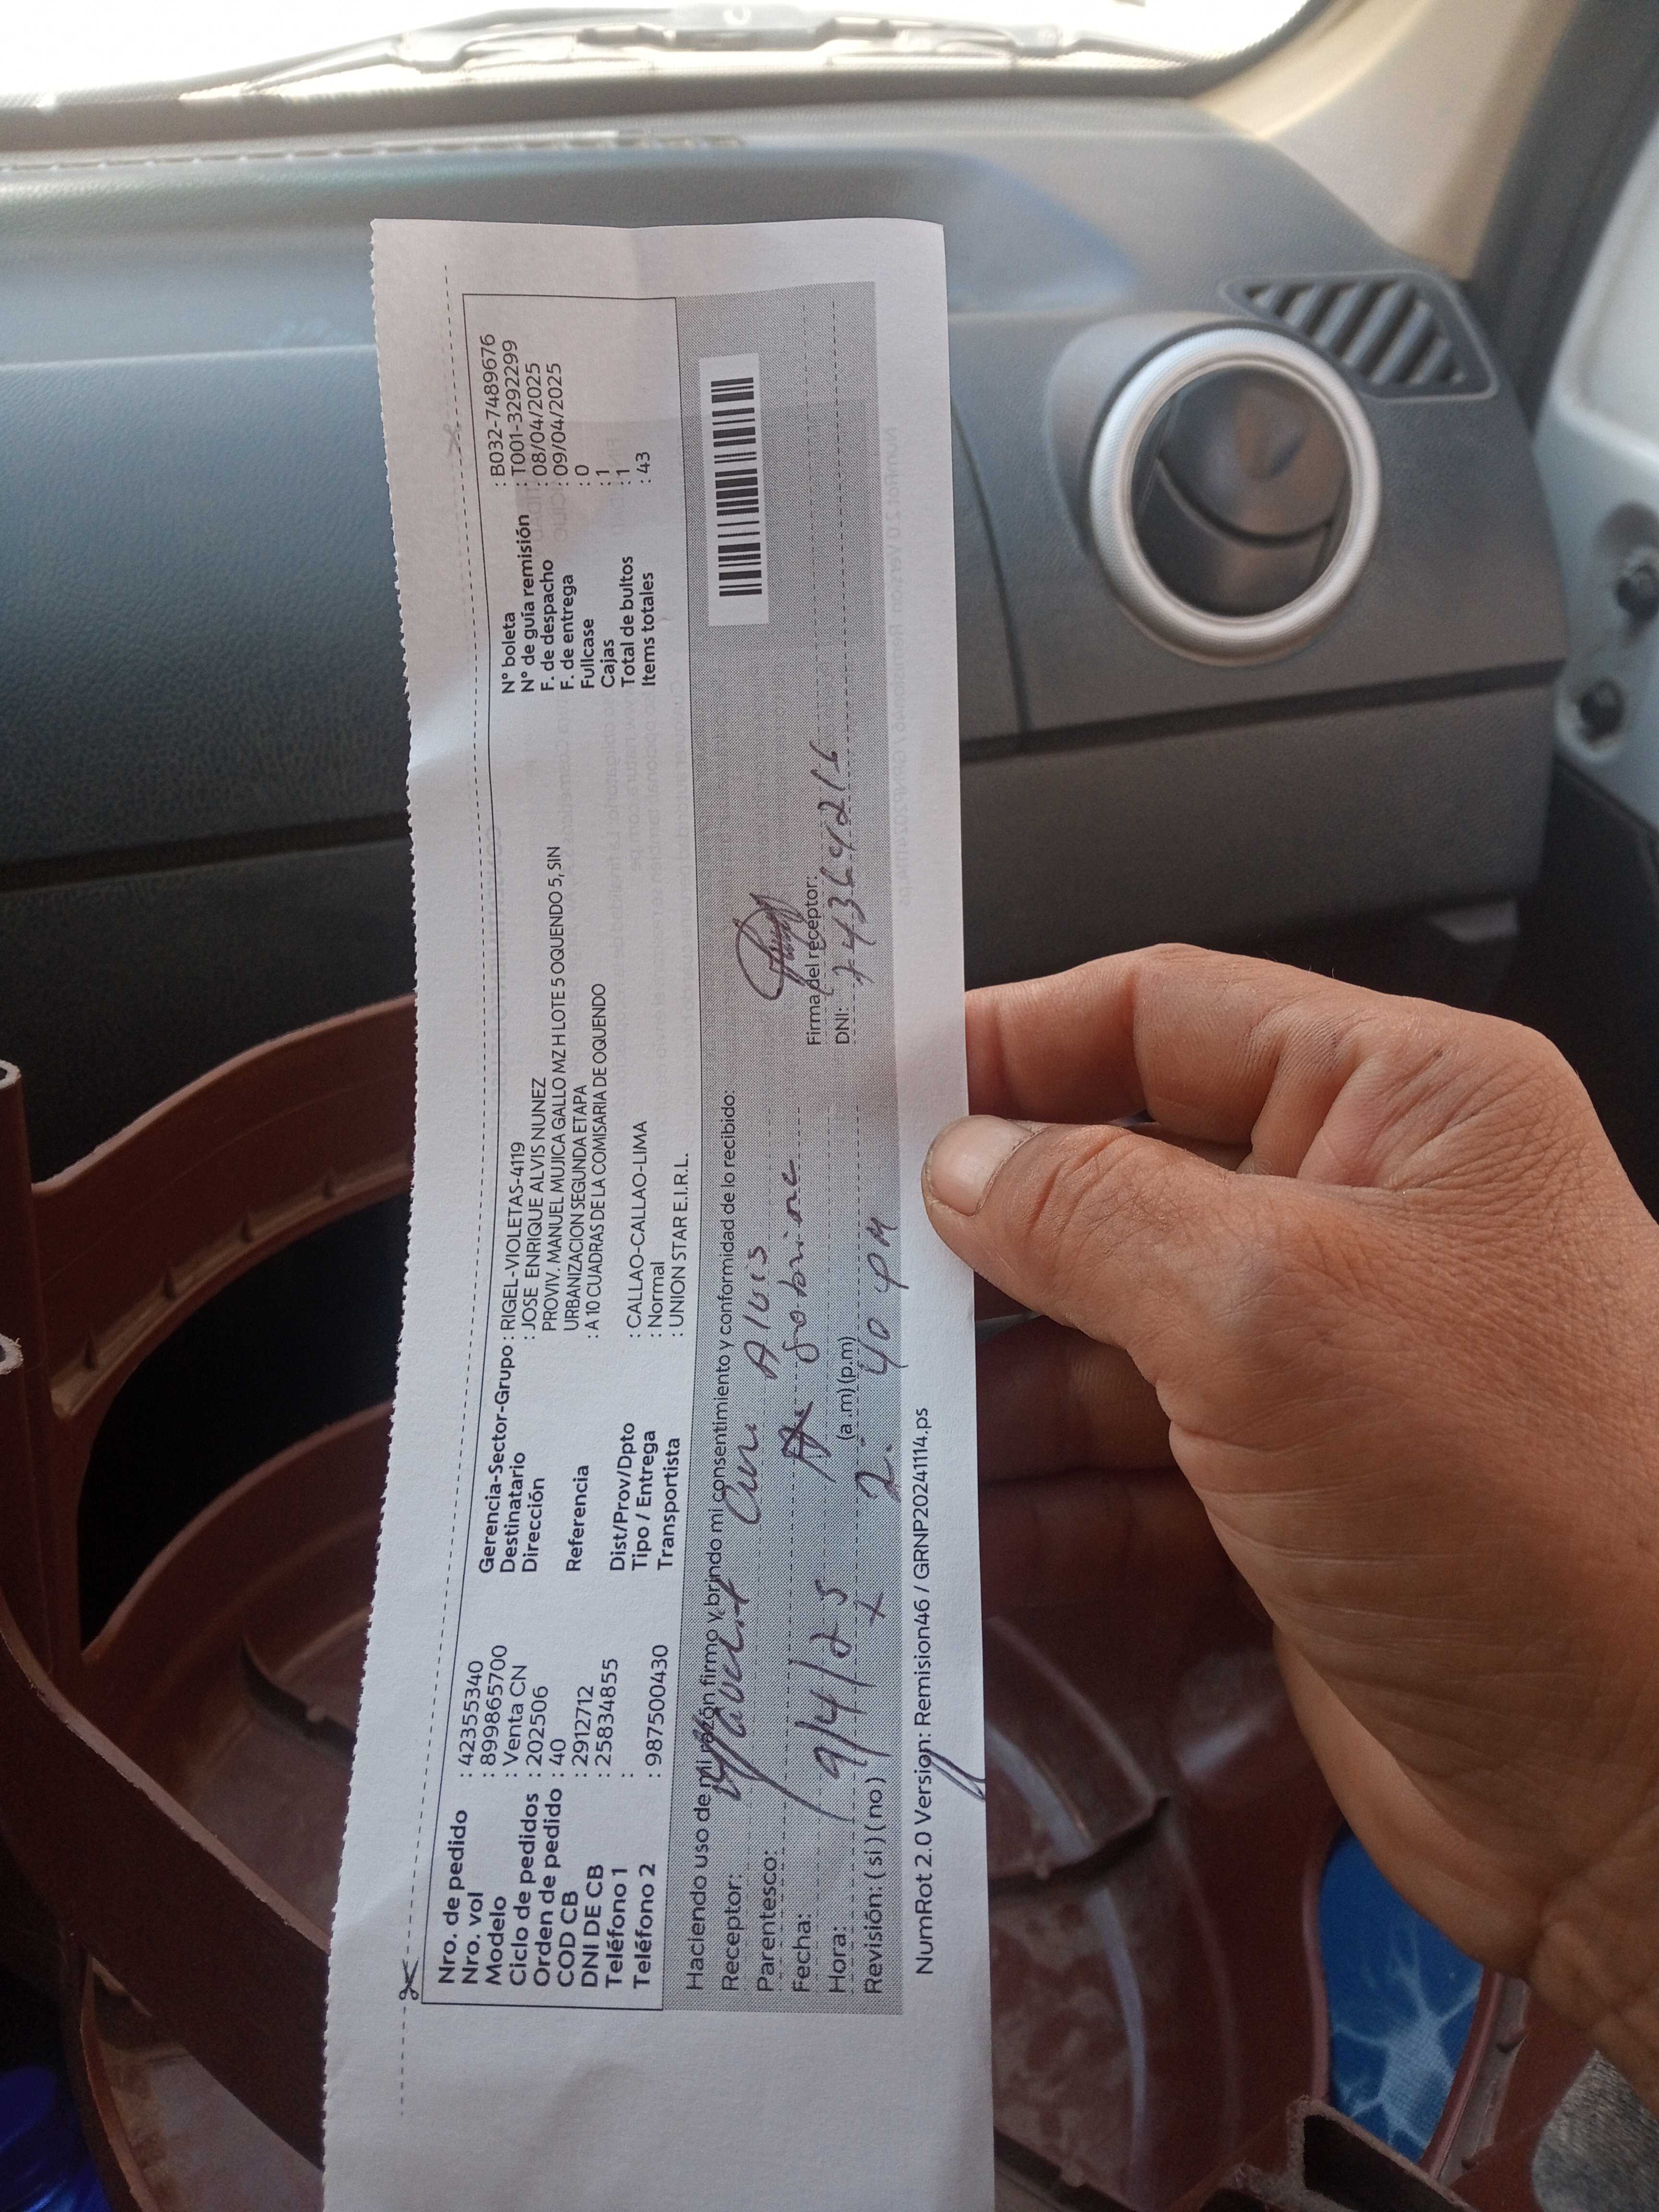 Nro. de pedido : 42355340
Nro. vol : 899865700
Modelo : Venta CN
Ciclo de pedidos : 202506
Orden de pedido : 40
COD CB : 2912712
DNI DE CB : 25834855
Teléfono 1 :
Teléfono 2 : 987500430
Gerencia-Sector-Grupo : RIGEL-VIOLETAS-4119
Destinatario : JOSE ENRIQUE ALVIS NUNEZ
Dirección PROVIV. MANUEL MUJICA GALLO MZ H LOTE 5 OQUENDO 5, SIN
URBANIZACION SEGUNDA ETAPA
Referencia : A 10 CUADRAS DE LA COMISARIA DE OQUENDO
Dist/Prov/Dpto : CALLAO-CALLAO-LIMA
Tipo / Entrega : Normal
Transportista : UNION STAR E.I.R.L.
N° boleta : B032-7489676
N° de guía remisión : T001-3292299
F. de despacho : 08/04/2025
F. de entrega : 09/04/2025
Fullcase : 0
Cajas : 1
Total de bultos : 1
Items totales : 43
Haciendo uso de mi razón firmo y brindo mi consentimiento y conformidad de lo recibido:
Receptor: Alvis
Parentesco: sobrine
Fecha: 9/4/25
Hora: (a.m) (p.m) 2:40 PM
Revisión: ( si ) ( no )
Firma del receptor:
DNI: 74364216
NumRot 2.0 Version: Remision46 / GRNP20241114.ps